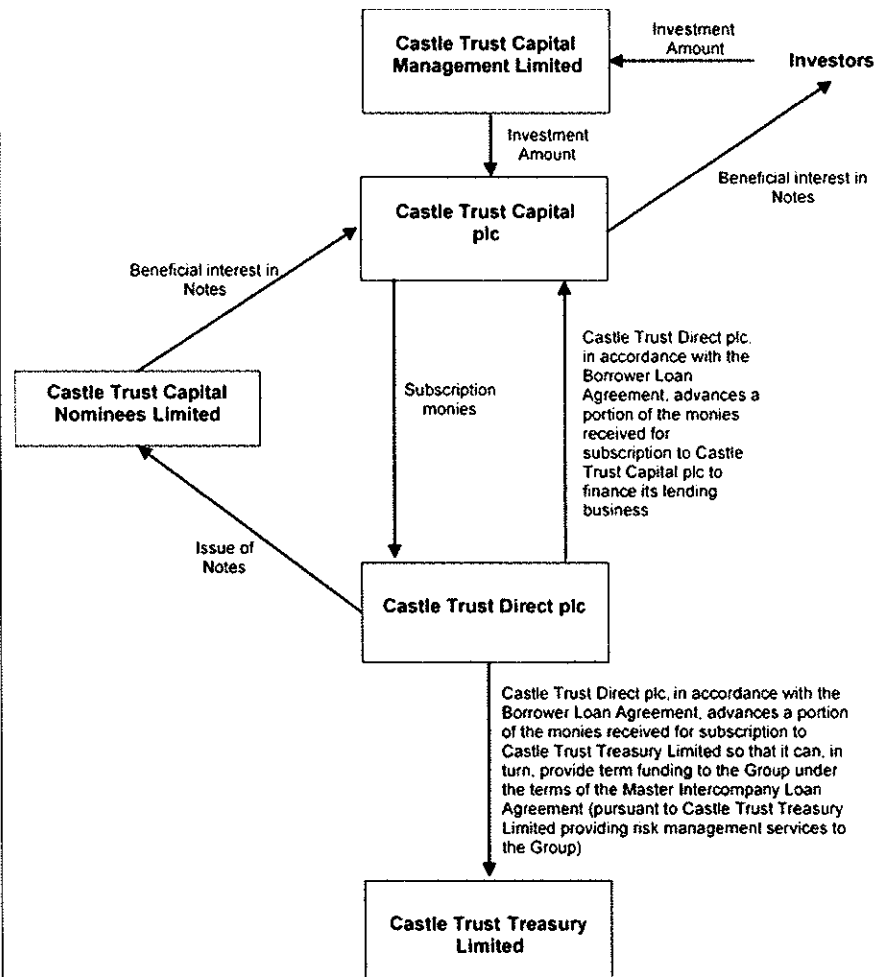 Castle Trust Capital
Management Limited
Investment
Amount
Investors
Investment
Amount
Castle Trust Capital
plc
Beneficial interest in
Notes
Beneficial interest in
Notes
Castle Trust Capital
Nominees Limited
Subscription
monies
Castle Trust Direct plc,
in accordance with the
Borrower Loan
Agreement, advances a
portion of the monies
received for
subscription to Castle
Trust Capital plc to
finance its lending
business
Issue of
Notes
Castle Trust Direct plc
Castle Trust Direct plc, in accordance with the
Borrower Loan Agreement, advances a portion
of the monies received for subscription to
Castle Trust Treasury Limited so that it can, in
turn, provide term funding to the Group under
the terms of the Master Intercompany Loan
Agreement (pursuant to Castle Trust Treasury
Limited providing risk management services to
the Group)
Castle Trust Treasury
Limited